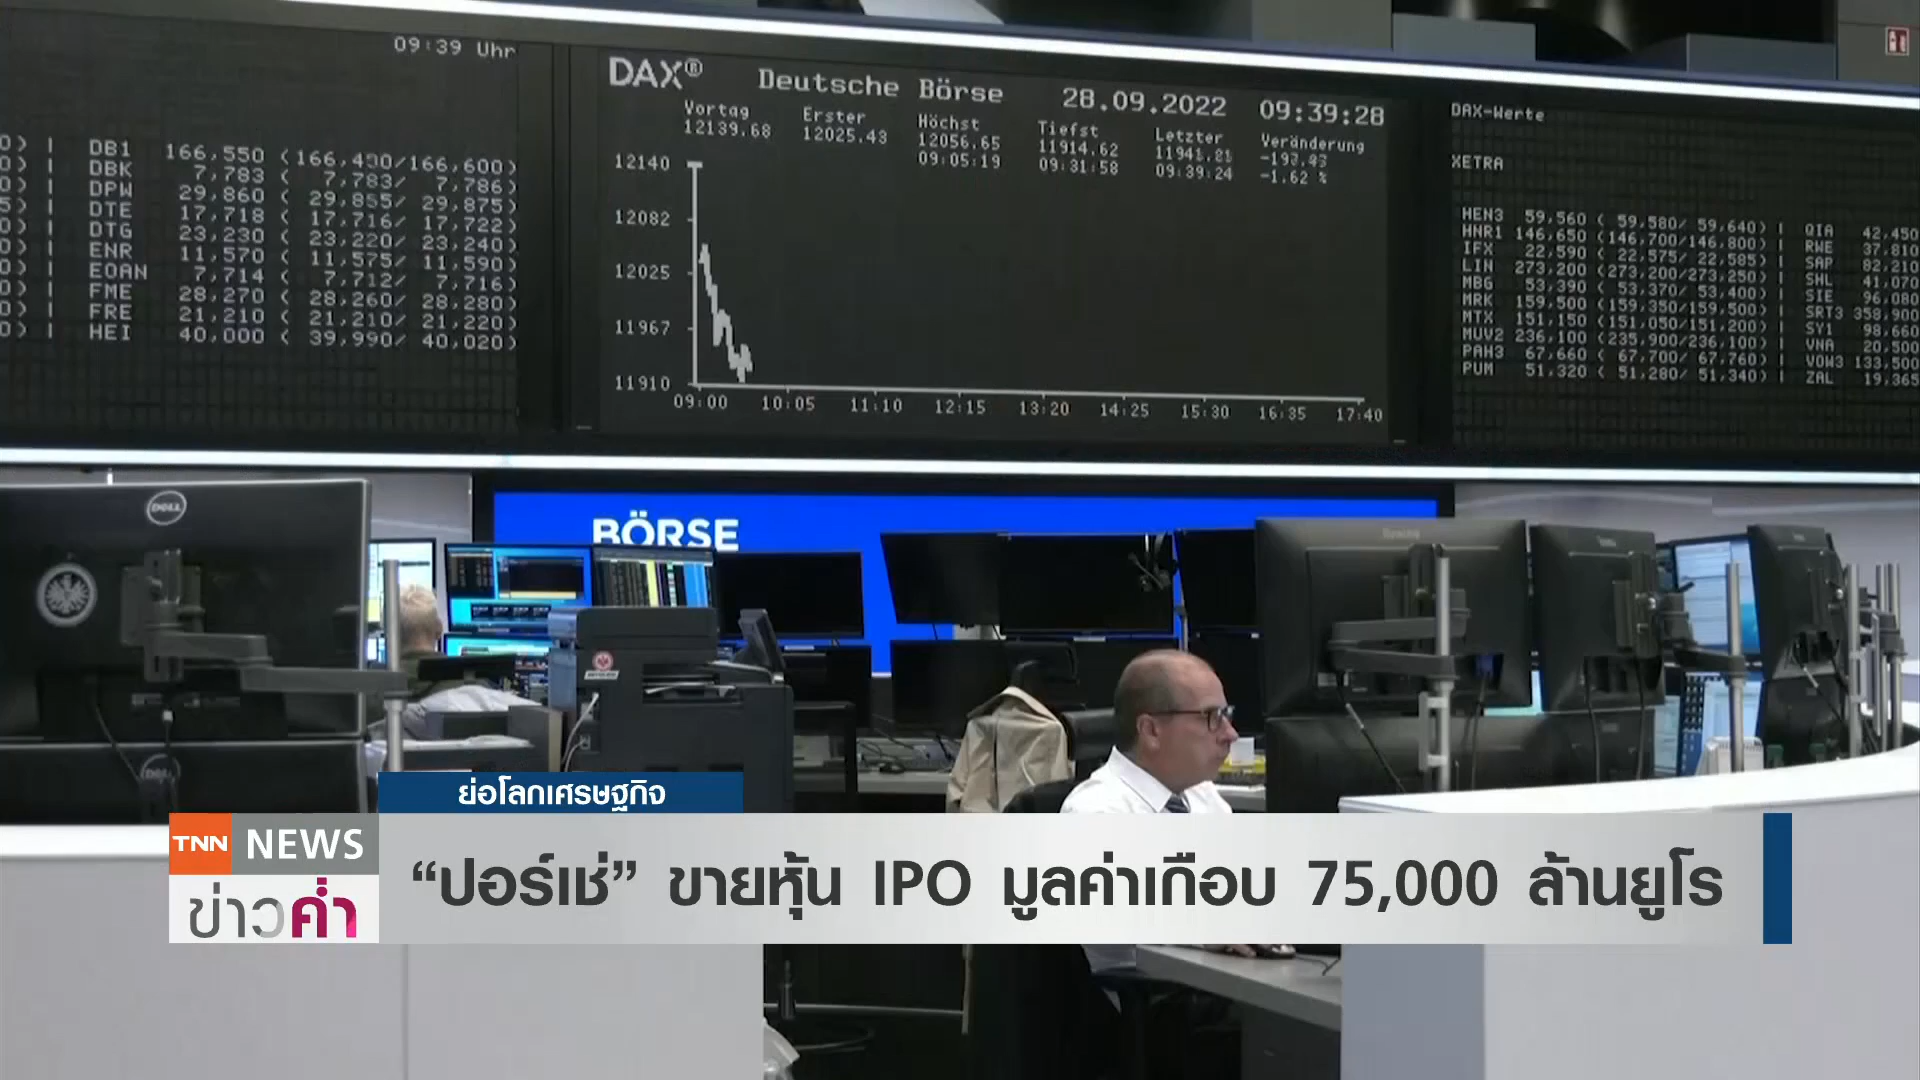 09:39 Uhr
DB1 166,550 (166,450/166,600)
DBK 7,783 ( 7,783/ 7,786)
DPW 29,860 ( 29,855/ 29,875)
DTE 17,718 ( 17,716/ 17,722)
DTG 23,230 ( 23,220/ 23,240)
ENR 11,570 ( 11,575/ 11,590)
EOAN 7,714 ( 7,712/ 7,716)
FME 28,270 ( 28,260/ 28,280)
FRE 21,210 ( 21,210/ 21,220)
HEI 40,000 ( 39,990/ 40,020)
DAX® Deutsche Börse 28.09.2022 09:39:28
Vortag Erster Höchst Tiefst Letzter Veränderung
12139.68 12025.43 12056.65 11914.62
09:05:19 09:31:58 09:39:24 -1.62 %
12140
12082
12025
11967
11910
09:00 10:05 11:10 12:15 13:20 14:25 15:30 16:35 17:40
DAX-Werte
XETRA
HEN3 59,560 ( 59,580/ 59,640) | QIA 42,450
HNR1 146,650 (146,700/146,800) | RWE 37,810
IFX 22,590 ( 22,575/ 22,585) | SAP 82,210
LIN 273,200 (273,200/273,250) | SHL 41,070
MBG 53,390 ( 53,370/ 53,400) | SIE 96,080
MRK 159,500 (159,350/159,500) | SRT3 358,900
MTX 151,150 (151,050/151,200) | SY1 98,660
MUV2 236,100 (235,900/236,100) | VNA 20,500
PAH3 67,660 ( 67,700/ 67,760) | VOW3 133,500
PUM 51,320 ( 51,280/ 51,340) | ZAL 19,365
BÖRSE
DELL
DELL
ย่อโลกเศรษฐกิจ
TNN NEWS
ข่าวค่ำ
“ปอร์เช่” ขายหุ้น IPO มูลค่าเกือบ 75,000 ล้านยูโร